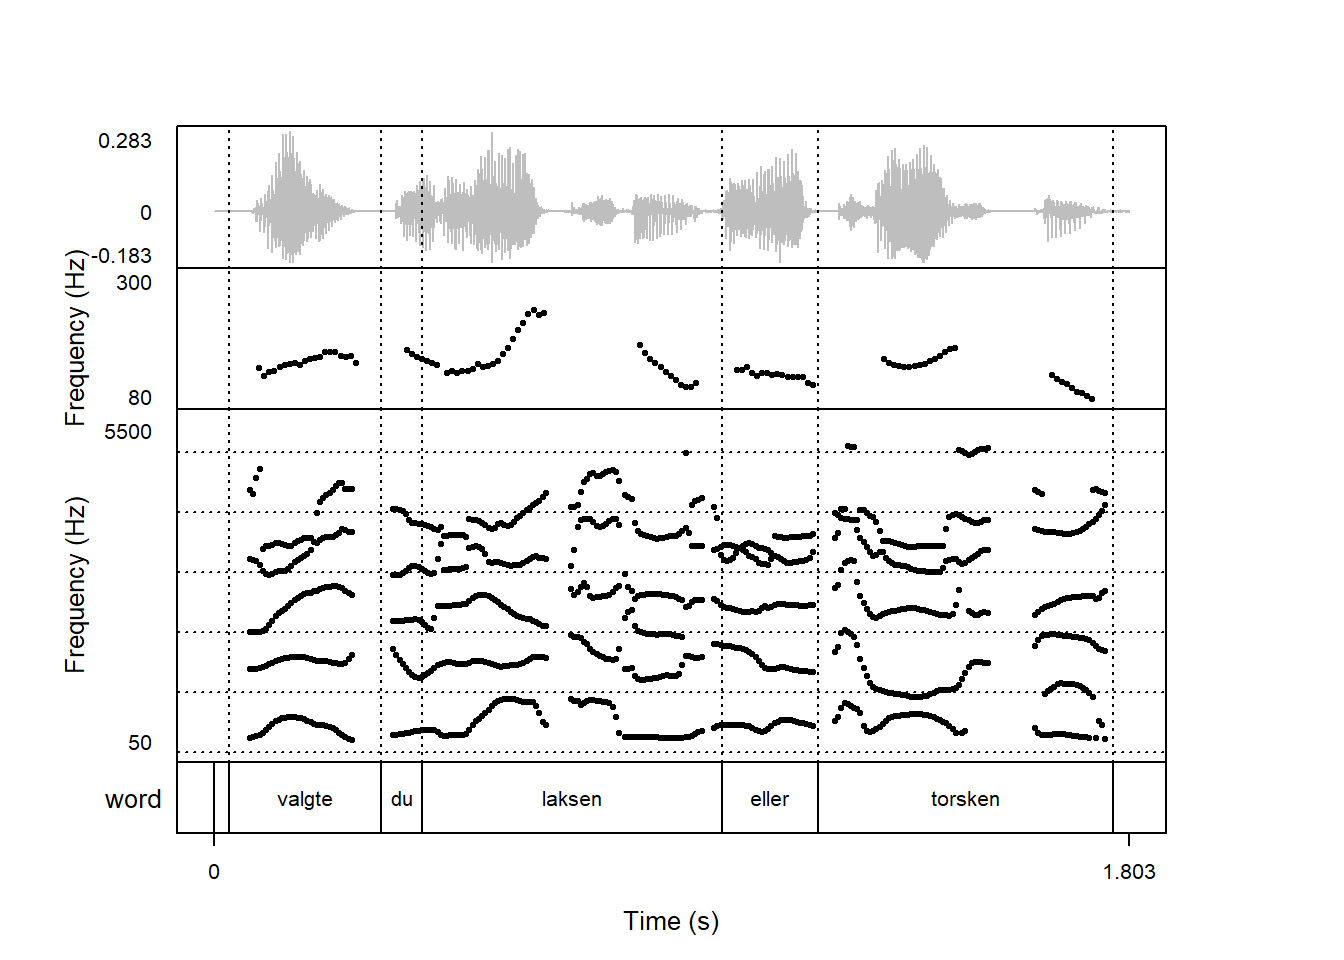 0.283
0
-0.183
Frequency (Hz)
300
80
Frequency (Hz)
5500
50
word
valgte du laksen eller torsken
0 1.803
Time (s)